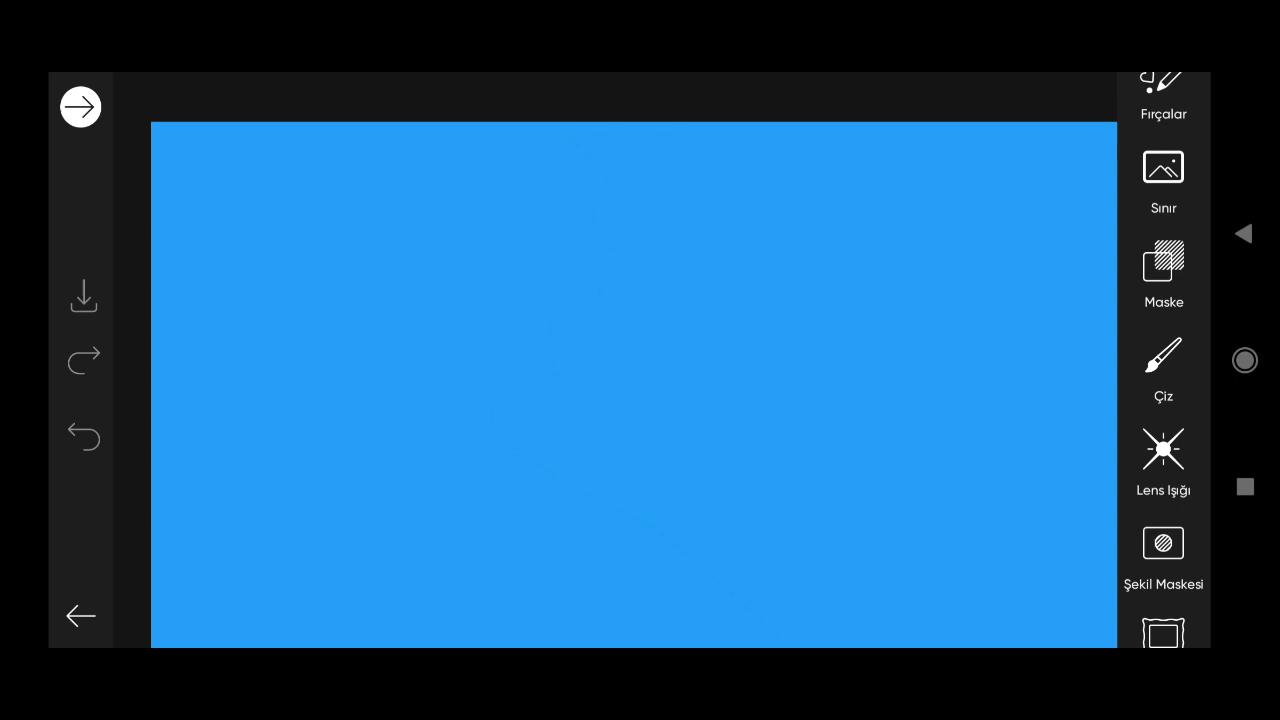 Fırçalar
Sınır
Maske
Çiz
Lens Işığı
Şekil Maskesi